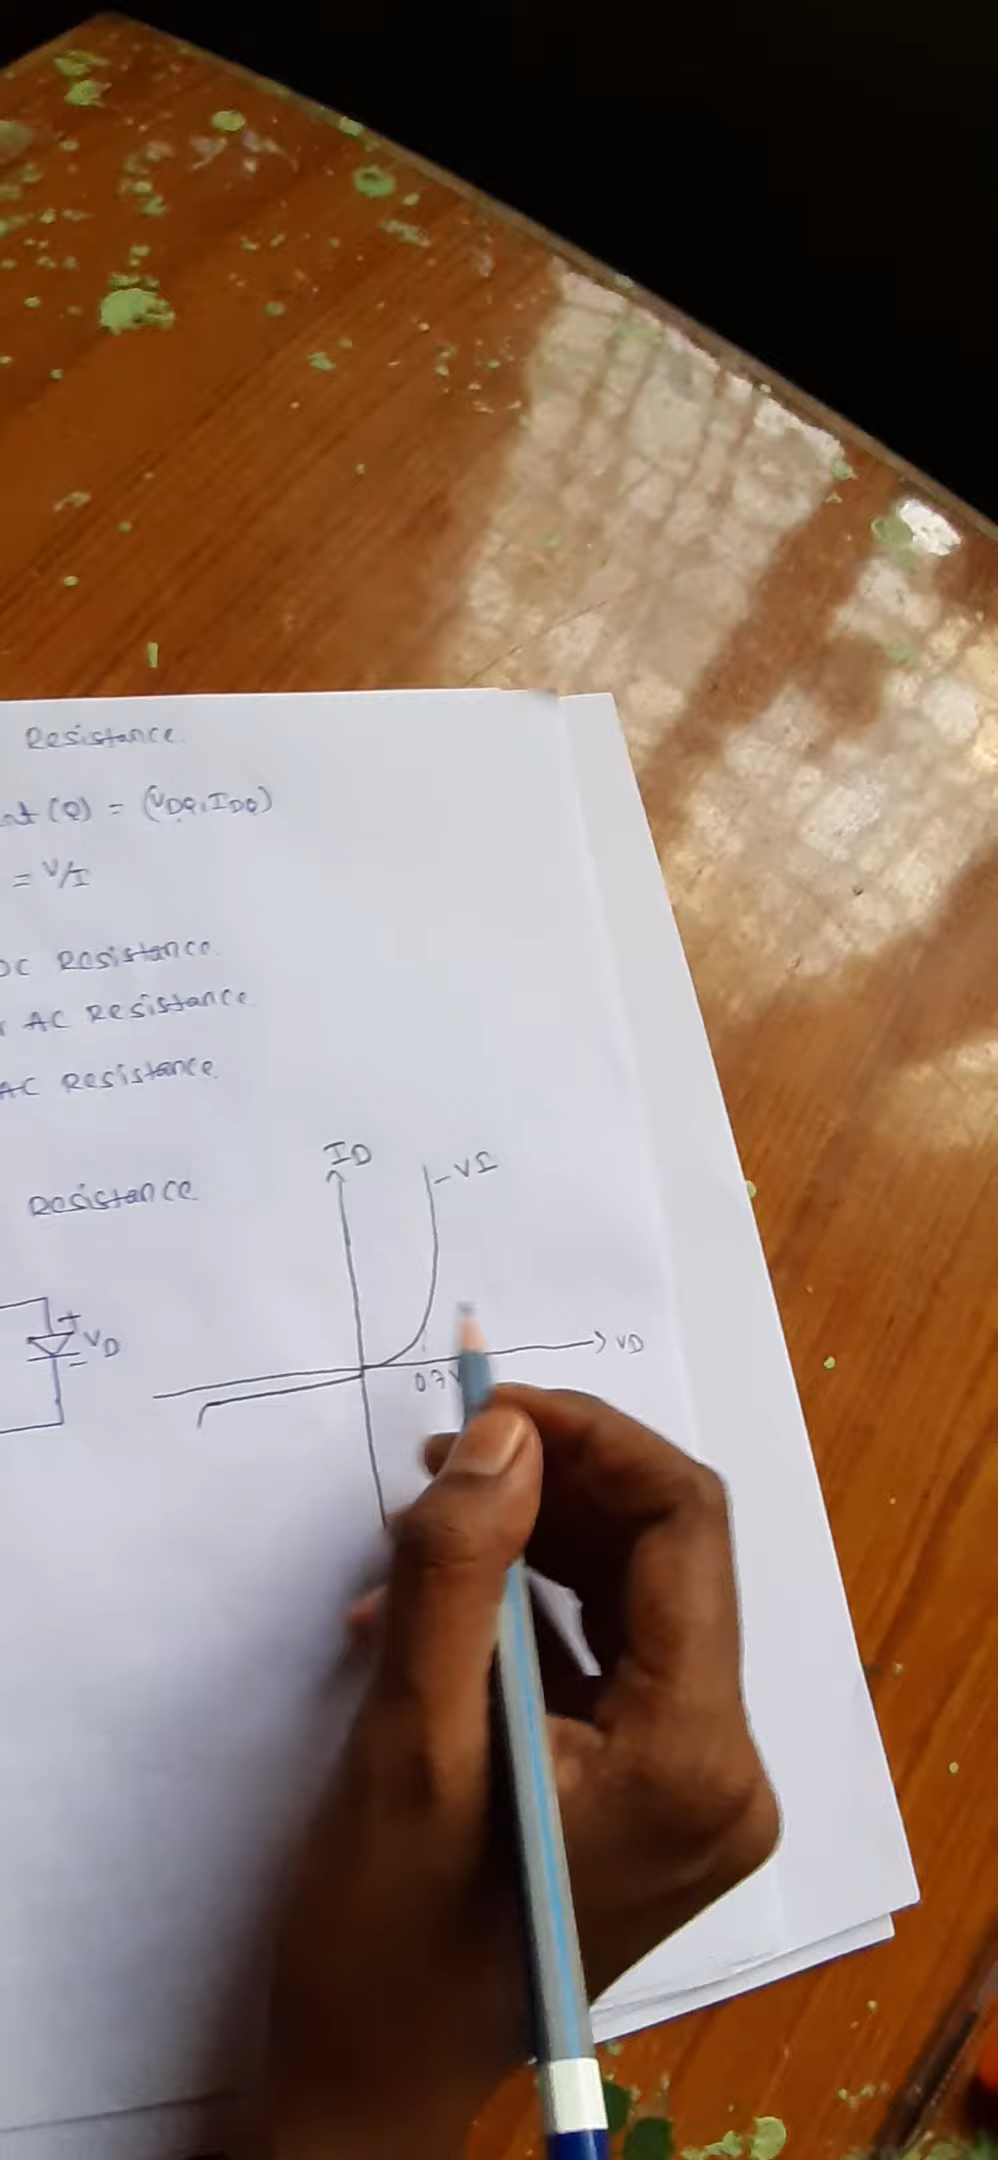 Resistance.
(Q) = (VDQ, IDQ)
= V/I
DC Resistance.
AC Resistance
AC Resistance.
Resistance
ID
-VI
+
VD
-
VD
0.7V